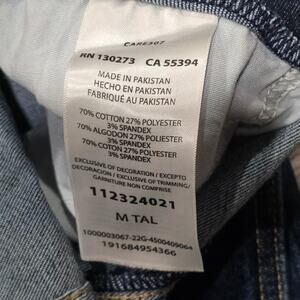 CARE307
RN 130273 CA 55394
MADE IN PAKISTAN
HECHO EN PAKISTAN
FABRIQUÉ AU PAKISTAN
70% COTTON 27% POLYESTER
3% SPANDEX
70% ALGODON 27% POLIESTER
3% SPANDEX
70% COTON 27% POLYESTER
3% SPANDEX
EXCLUSIVE OF DECORATION / EXCEPTO
DECORACION / EXCLUSIVE OF TRIMMING/
GARNITURE NON COMPRISE
112324021
M TAL
1000003067-22G-4500409064
191684954366